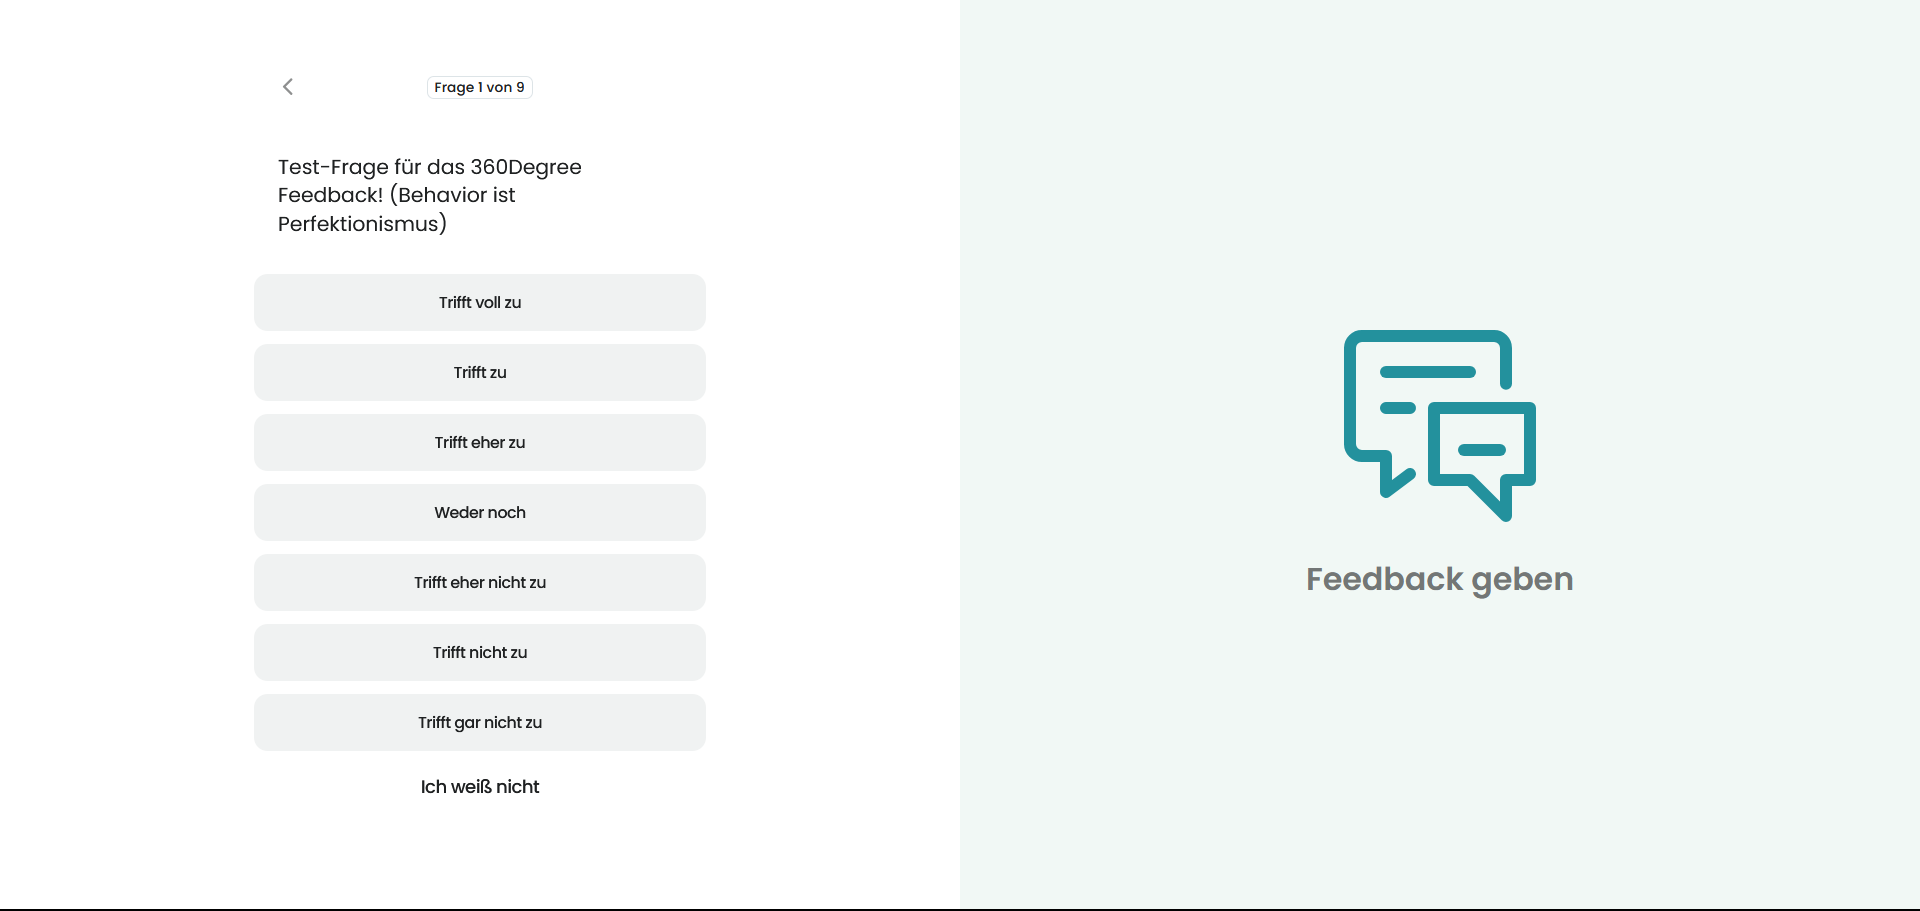 Frage 1 von 9
Test-Frage für das 360Degree
Feedback! (Behavior ist
Perfektionismus)
Trifft voll zu
Trifft zu
Trifft eher zu
Weder noch
Trifft eher nicht zu
Trifft nicht zu
Trifft gar nicht zu
Ich weiß nicht
Feedback geben